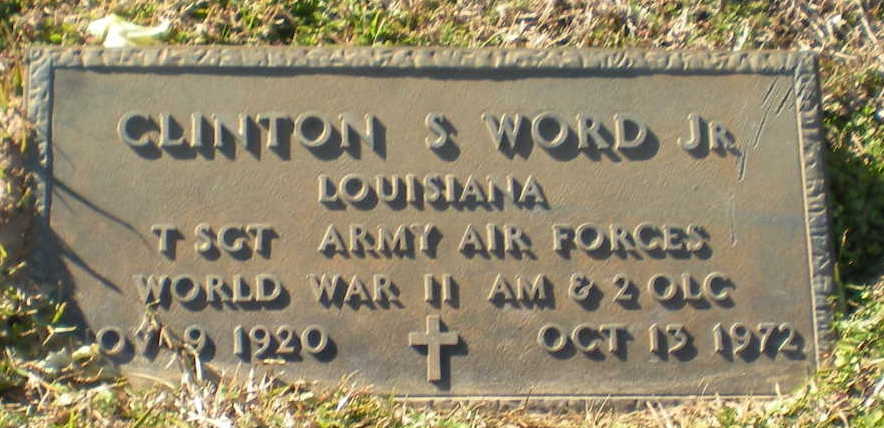 CLINTON S WORD JR
LOUISIANA
T SGT ARMY AIR FORCES
WORLD WAR II AM & 2 OLC
NOV 9 1920 OCT 13 1972